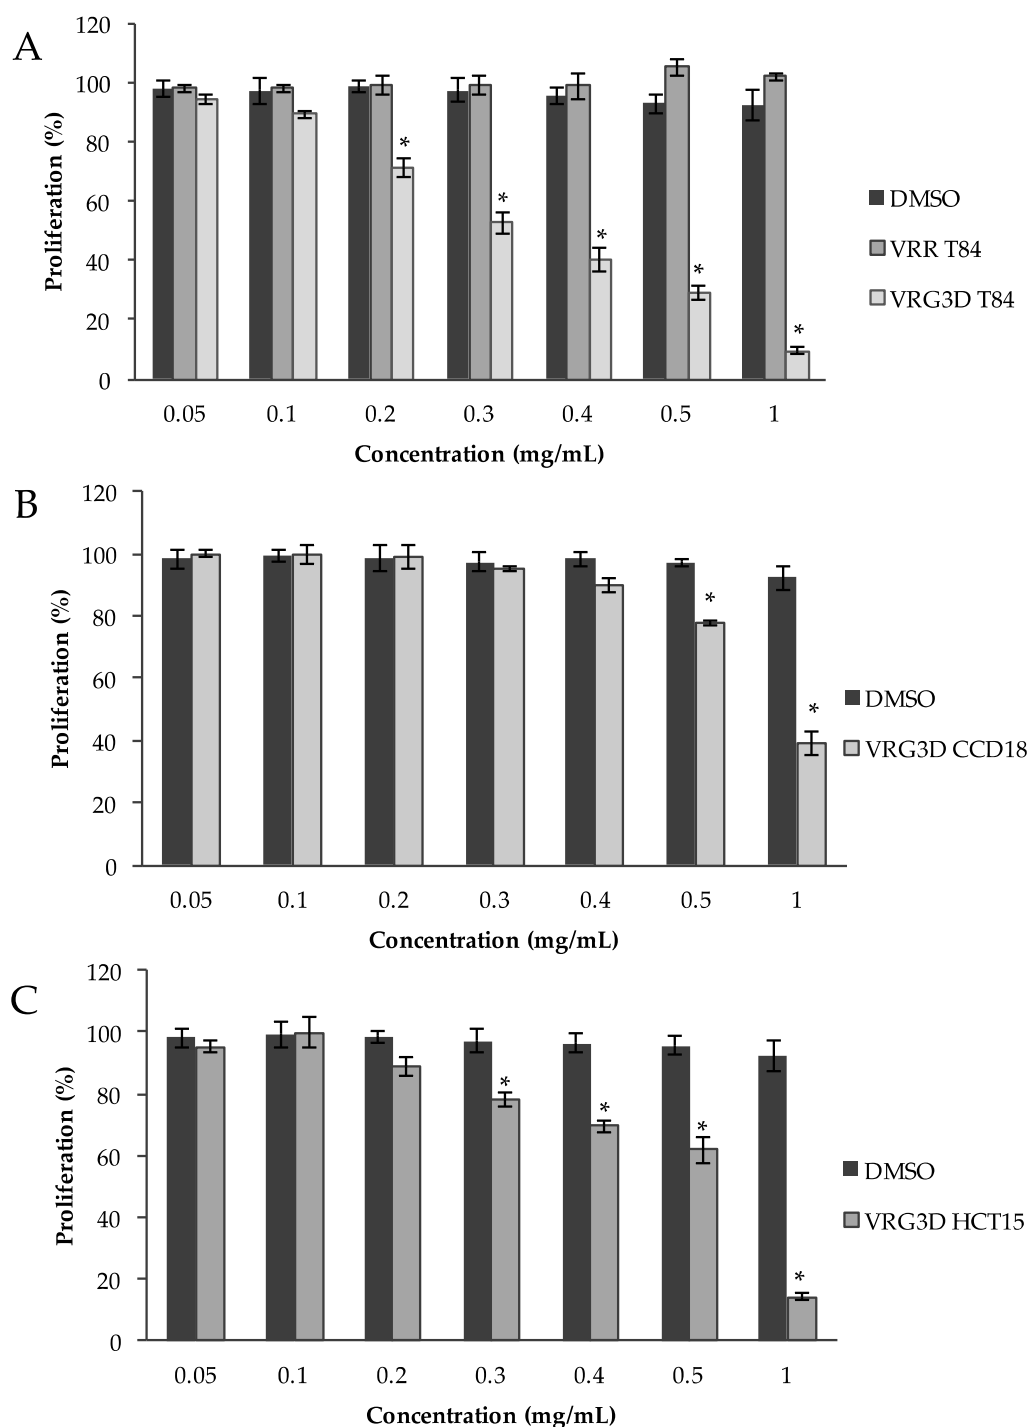 A
120
100
80
60
40
20
0
Proliferation (%)
*
*
*
*
*
0.05 0.1 0.2 0.3 0.4 0.5 1
Concentration (mg/mL)
DMSO
VRR T84
VRG3D T84
B
120
100
80
60
40
20
0
Proliferation (%)
*
*
0.05 0.1 0.2 0.3 0.4 0.5 1
Concentration (mg/mL)
DMSO
VRG3D CCD18
C
120
100
80
60
40
20
0
Proliferation (%)
*
*
*
*
0.05 0.1 0.2 0.3 0.4 0.5 1
Concentration (mg/mL)
DMSO
VRG3D HCT15